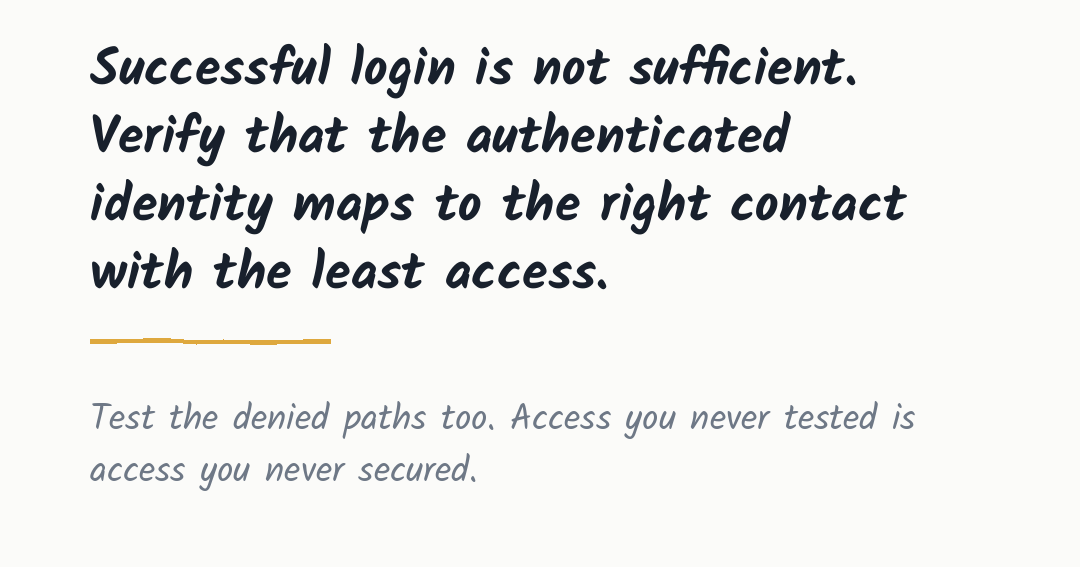 Successful login is not sufficient.
Verify that the authenticated
identity maps to the right contact
with the least access.
Test the denied paths too. Access you never tested is
access you never secured.